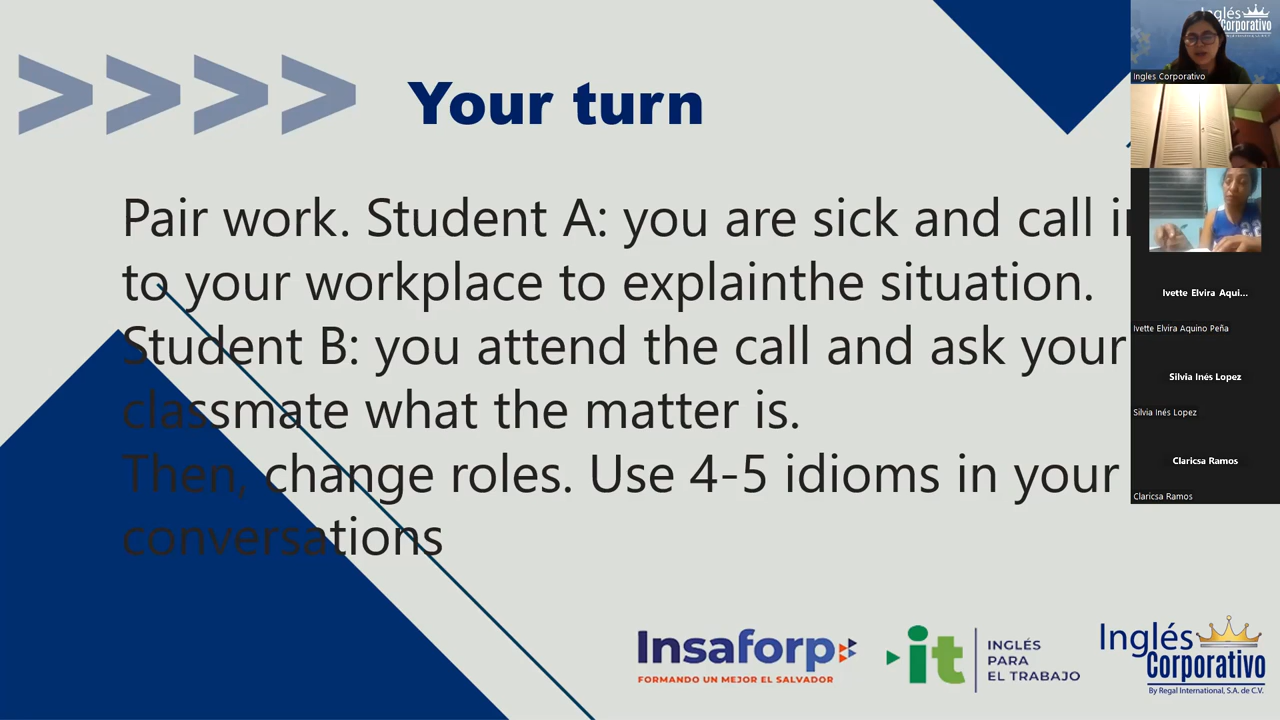 >>>> Your turn
Pair work. Student A: you are sick and call in
to your workplace to explainthe situation.
Student B: you attend the call and ask your
classmate what the matter is.
Then, change roles. Use 4-5 idioms in your
conversations
Insaforp
FORMANDO UN MEJOR EL SALVADOR
it
INGLÉS
PARA
EL TRABAJO
Inglés
Corporativo
By Regal International, S.A. de C.V.
Inglés
Corporativo
Ingles Corporativo
Ivette Elvira Aqui...
Ivette Elvira Aquino Peña
Silvia Inés Lopez
Silvia Inés Lopez
Claricsa Ramos
Claricsa Ramos